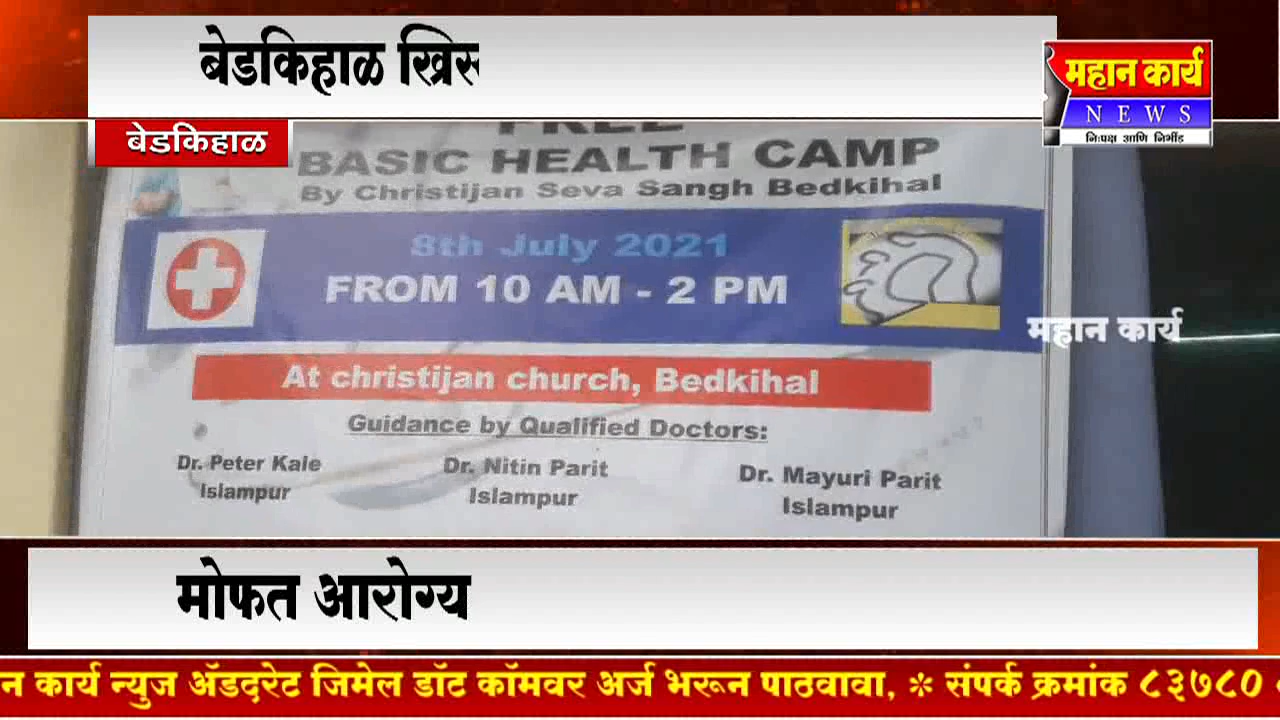 बेडकिहाळ ख्रिस
महान कार्य
NEWS
निःपक्ष आणि निर्भीड
बेडकिहाळ
FREE
BASIC HEALTH CAMP
By Christijan Seva Sangh Bedkihal
8th July 2021
FROM 10 AM - 2 PM
महान कार्य
At christijan church, Bedkihal
Guidance by Qualified Doctors:
Dr. Peter Kale
Islampur
Dr. Nitin Parit
Islampur
Dr. Mayuri Parit
Islampur
मोफत आरोग्य
न कार्य न्युज ॲडदरेट जिमेल डॉट कॉमवर अर्ज भरून पाठवावा, * संपर्क क्रमांक ८३७८०